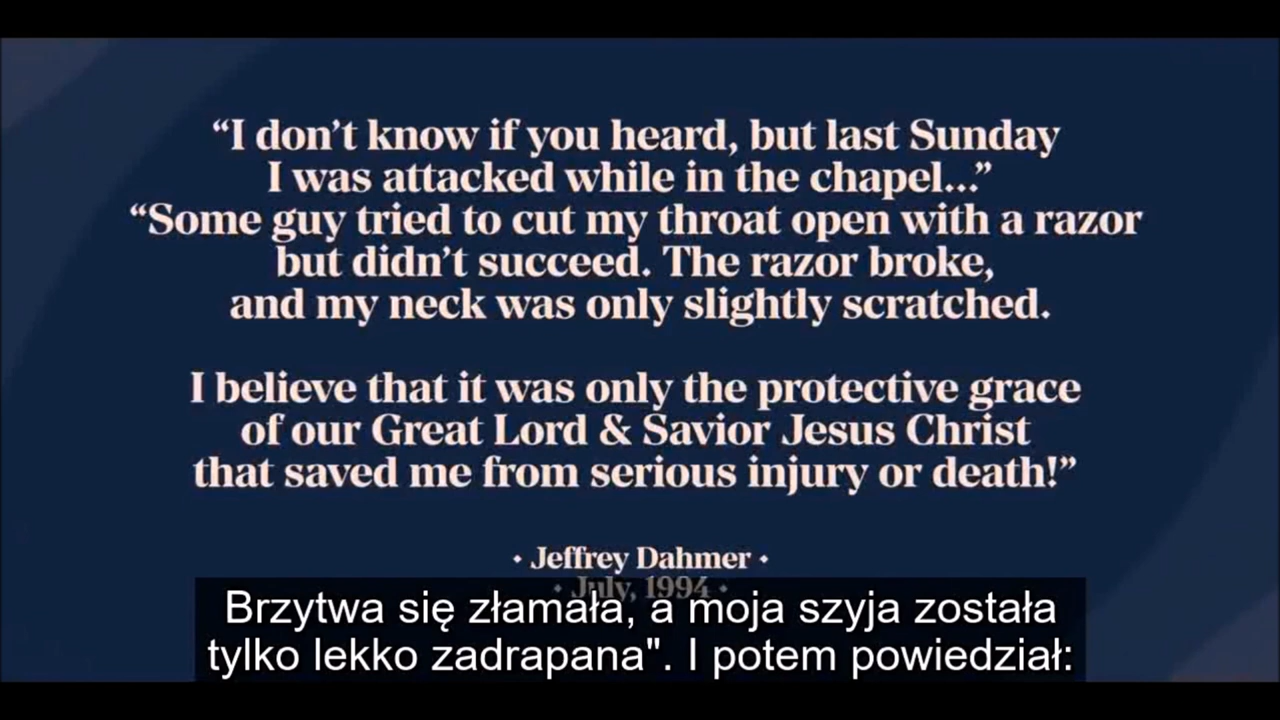 “I don’t know if you heard, but last Sunday
I was attacked while in the chapel...”
“Some guy tried to cut my throat open with a razor
but didn’t succeed. The razor broke,
and my neck was only slightly scratched.
I believe that it was only the protective grace
of our Great Lord & Savior Jesus Christ
that saved me from serious injury or death!”
• Jeffrey Dahmer •
• July, 1994 •
Brzytwa się złamała, a moja szyja została
tylko lekko zadrapana". I potem powiedział: